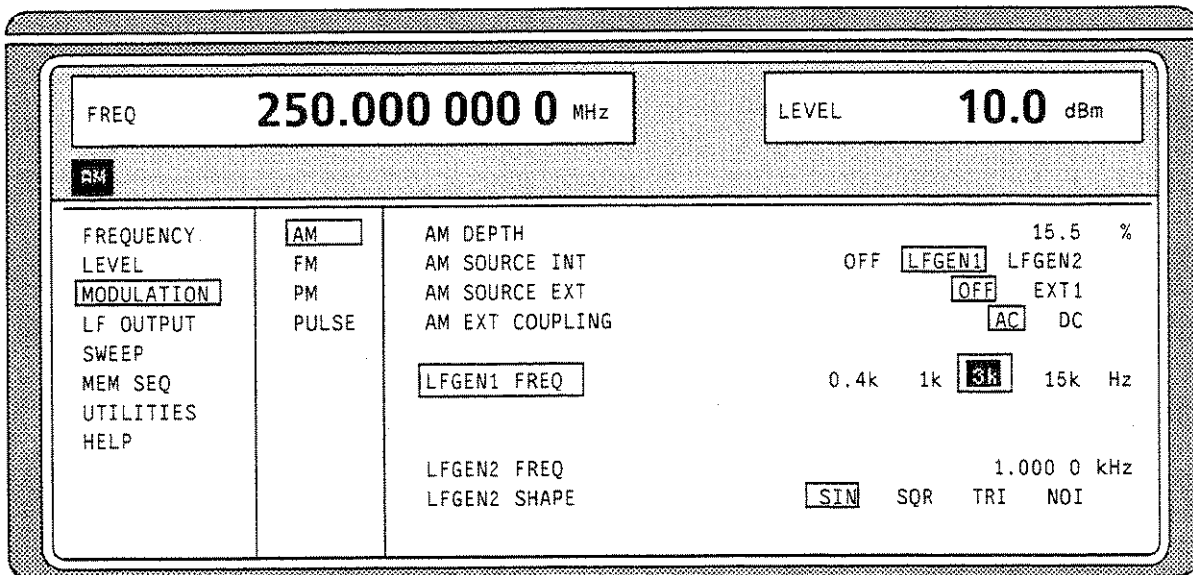 FREQ 250.000 000 0 MHz LEVEL 10.0 dBm
AM
FREQUENCY
LEVEL
MODULATION
LF OUTPUT
SWEEP
MEM SEQ
UTILITIES
HELP
AM
FM
PM
PULSE
AM DEPTH 15.5 %
AM SOURCE INT OFF LFGEN1 LFGEN2
AM SOURCE EXT OFF EXT1
AM EXT COUPLING AC DC
LFGEN1 FREQ 0.4k 1k 3k 15k Hz
LFGEN2 FREQ 1.000 0 kHz
LFGEN2 SHAPE SIN SQR TRI NOI